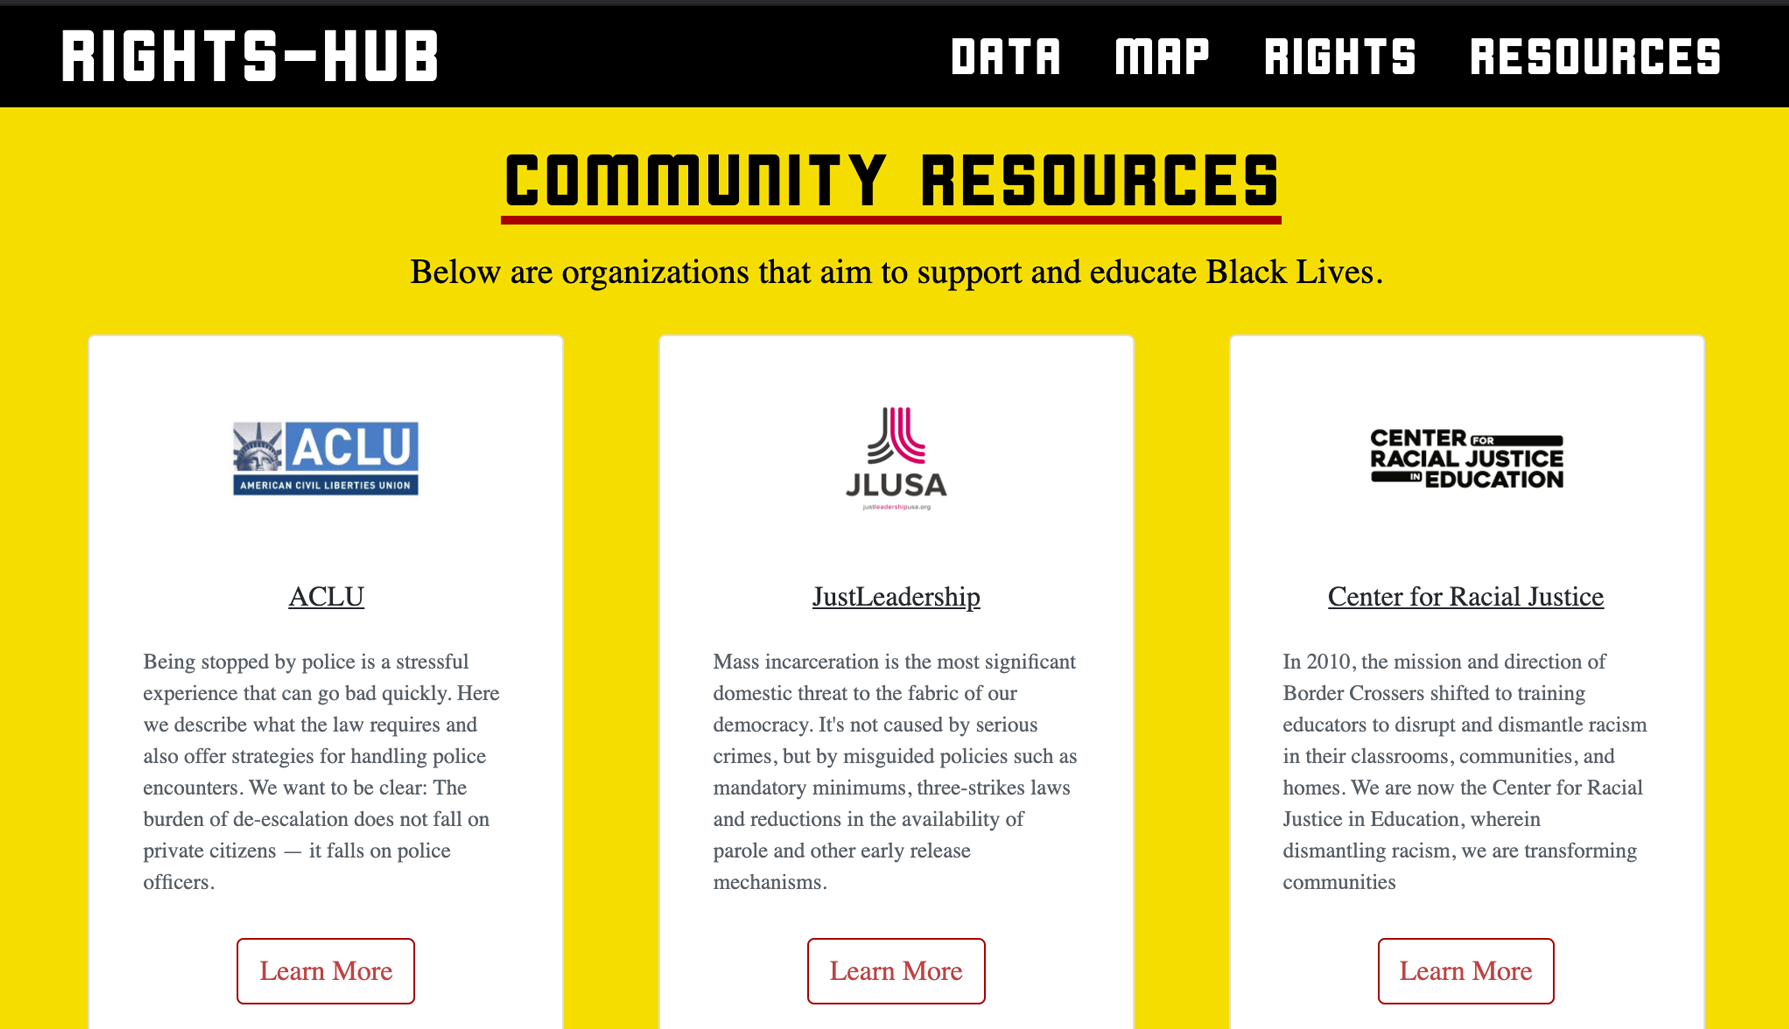 RIGHTS-HUB
DATA MAP RIGHTS RESOURCES
COMMUNITY RESOURCES
Below are organizations that aim to support and educate Black Lives.
ACLU
AMERICAN CIVIL LIBERTIES UNION
ACLU
Being stopped by police is a stressful
experience that can go bad quickly. Here
we describe what the law requires and
also offer strategies for handling police
encounters. We want to be clear: The
burden of de-escalation does not fall on
private citizens — it falls on police
officers.
Learn More
JLUSA
justleadershipusa.org
JustLeadership
Mass incarceration is the most significant
domestic threat to the fabric of our
democracy. It's not caused by serious
crimes, but by misguided policies such as
mandatory minimums, three-strikes laws
and reductions in the availability of
parole and other early release
mechanisms.
Learn More
CENTER FOR
RACIAL JUSTICE
IN EDUCATION
Center for Racial Justice
In 2010, the mission and direction of
Border Crossers shifted to training
educators to disrupt and dismantle racism
in their classrooms, communities, and
homes. We are now the Center for Racial
Justice in Education, wherein
dismantling racism, we are transforming
communities
Learn More